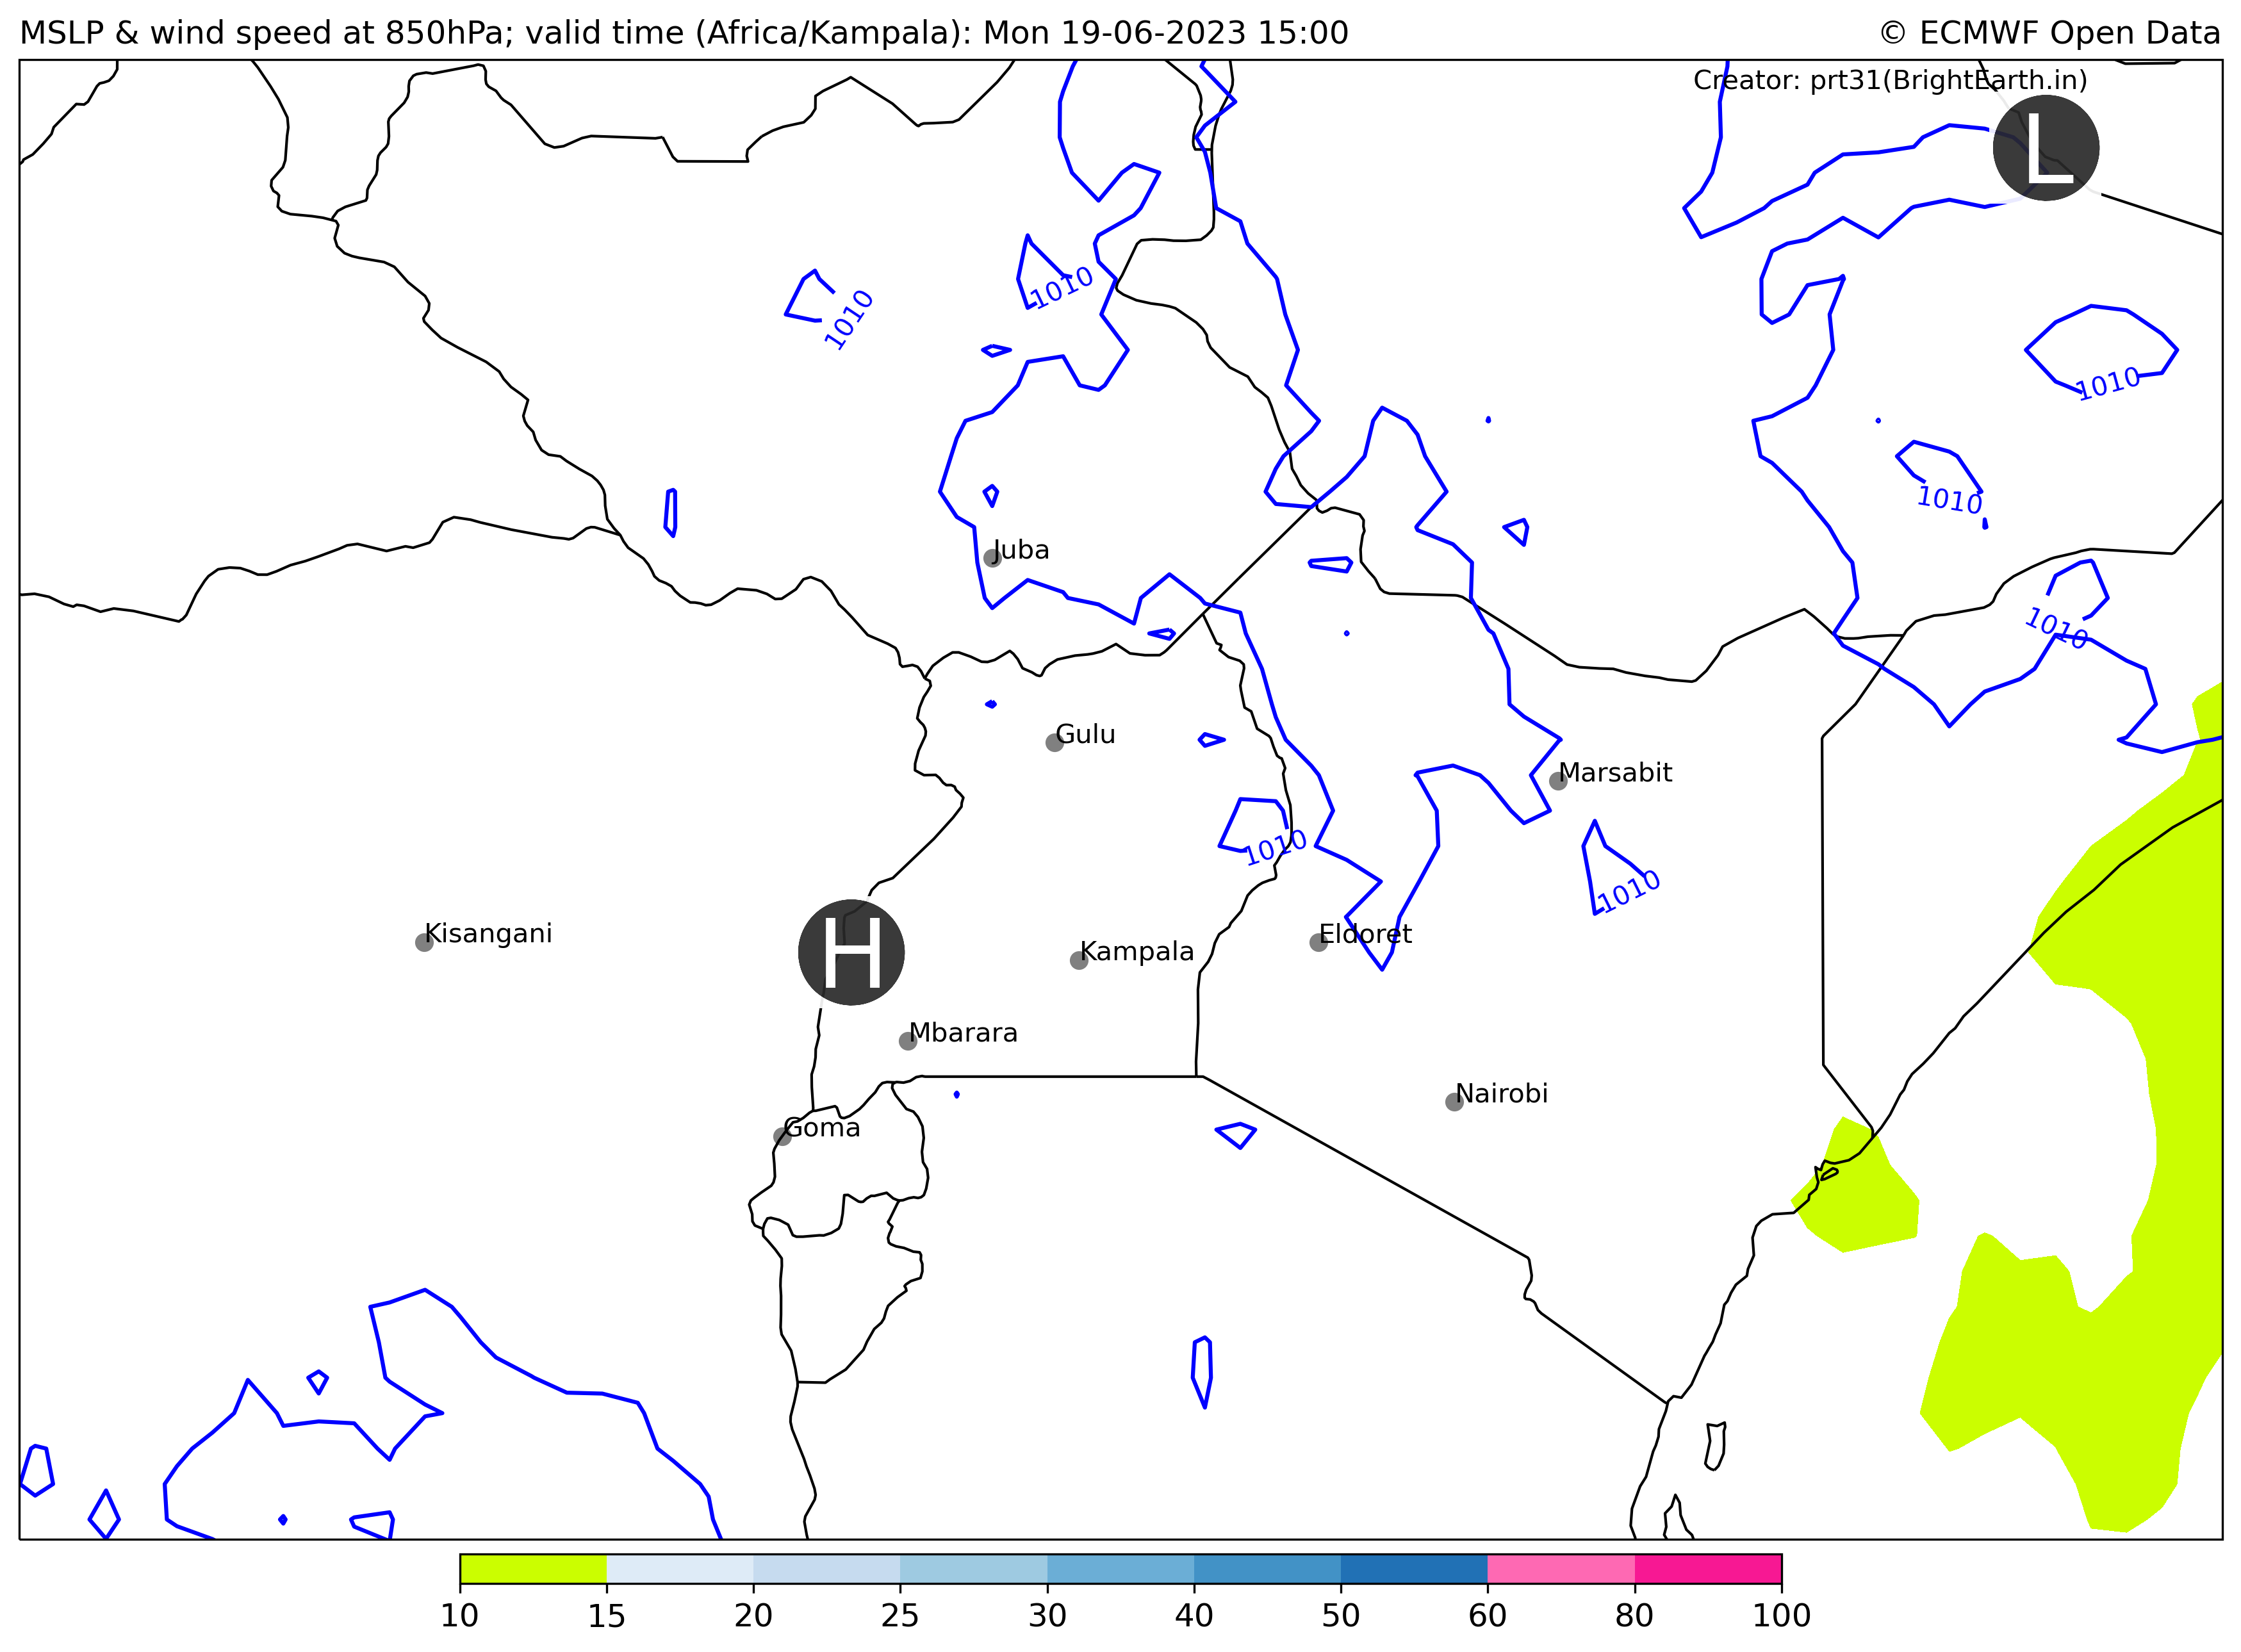 MSLP & wind speed at 850hPa; valid time (Africa/Kampala): Mon 19-06-2023 15:00
© ECMWF Open Data
Creator: prt31(BrightEarth.in)
L
1010
1010
1010
1010
Juba
1010
Gulu
Marsabit
1010
1010
Kisangani
H
Kampala
Eldoret
Mbarara
Nairobi
Goma
10 15 20 25 30 40 50 60 80 100